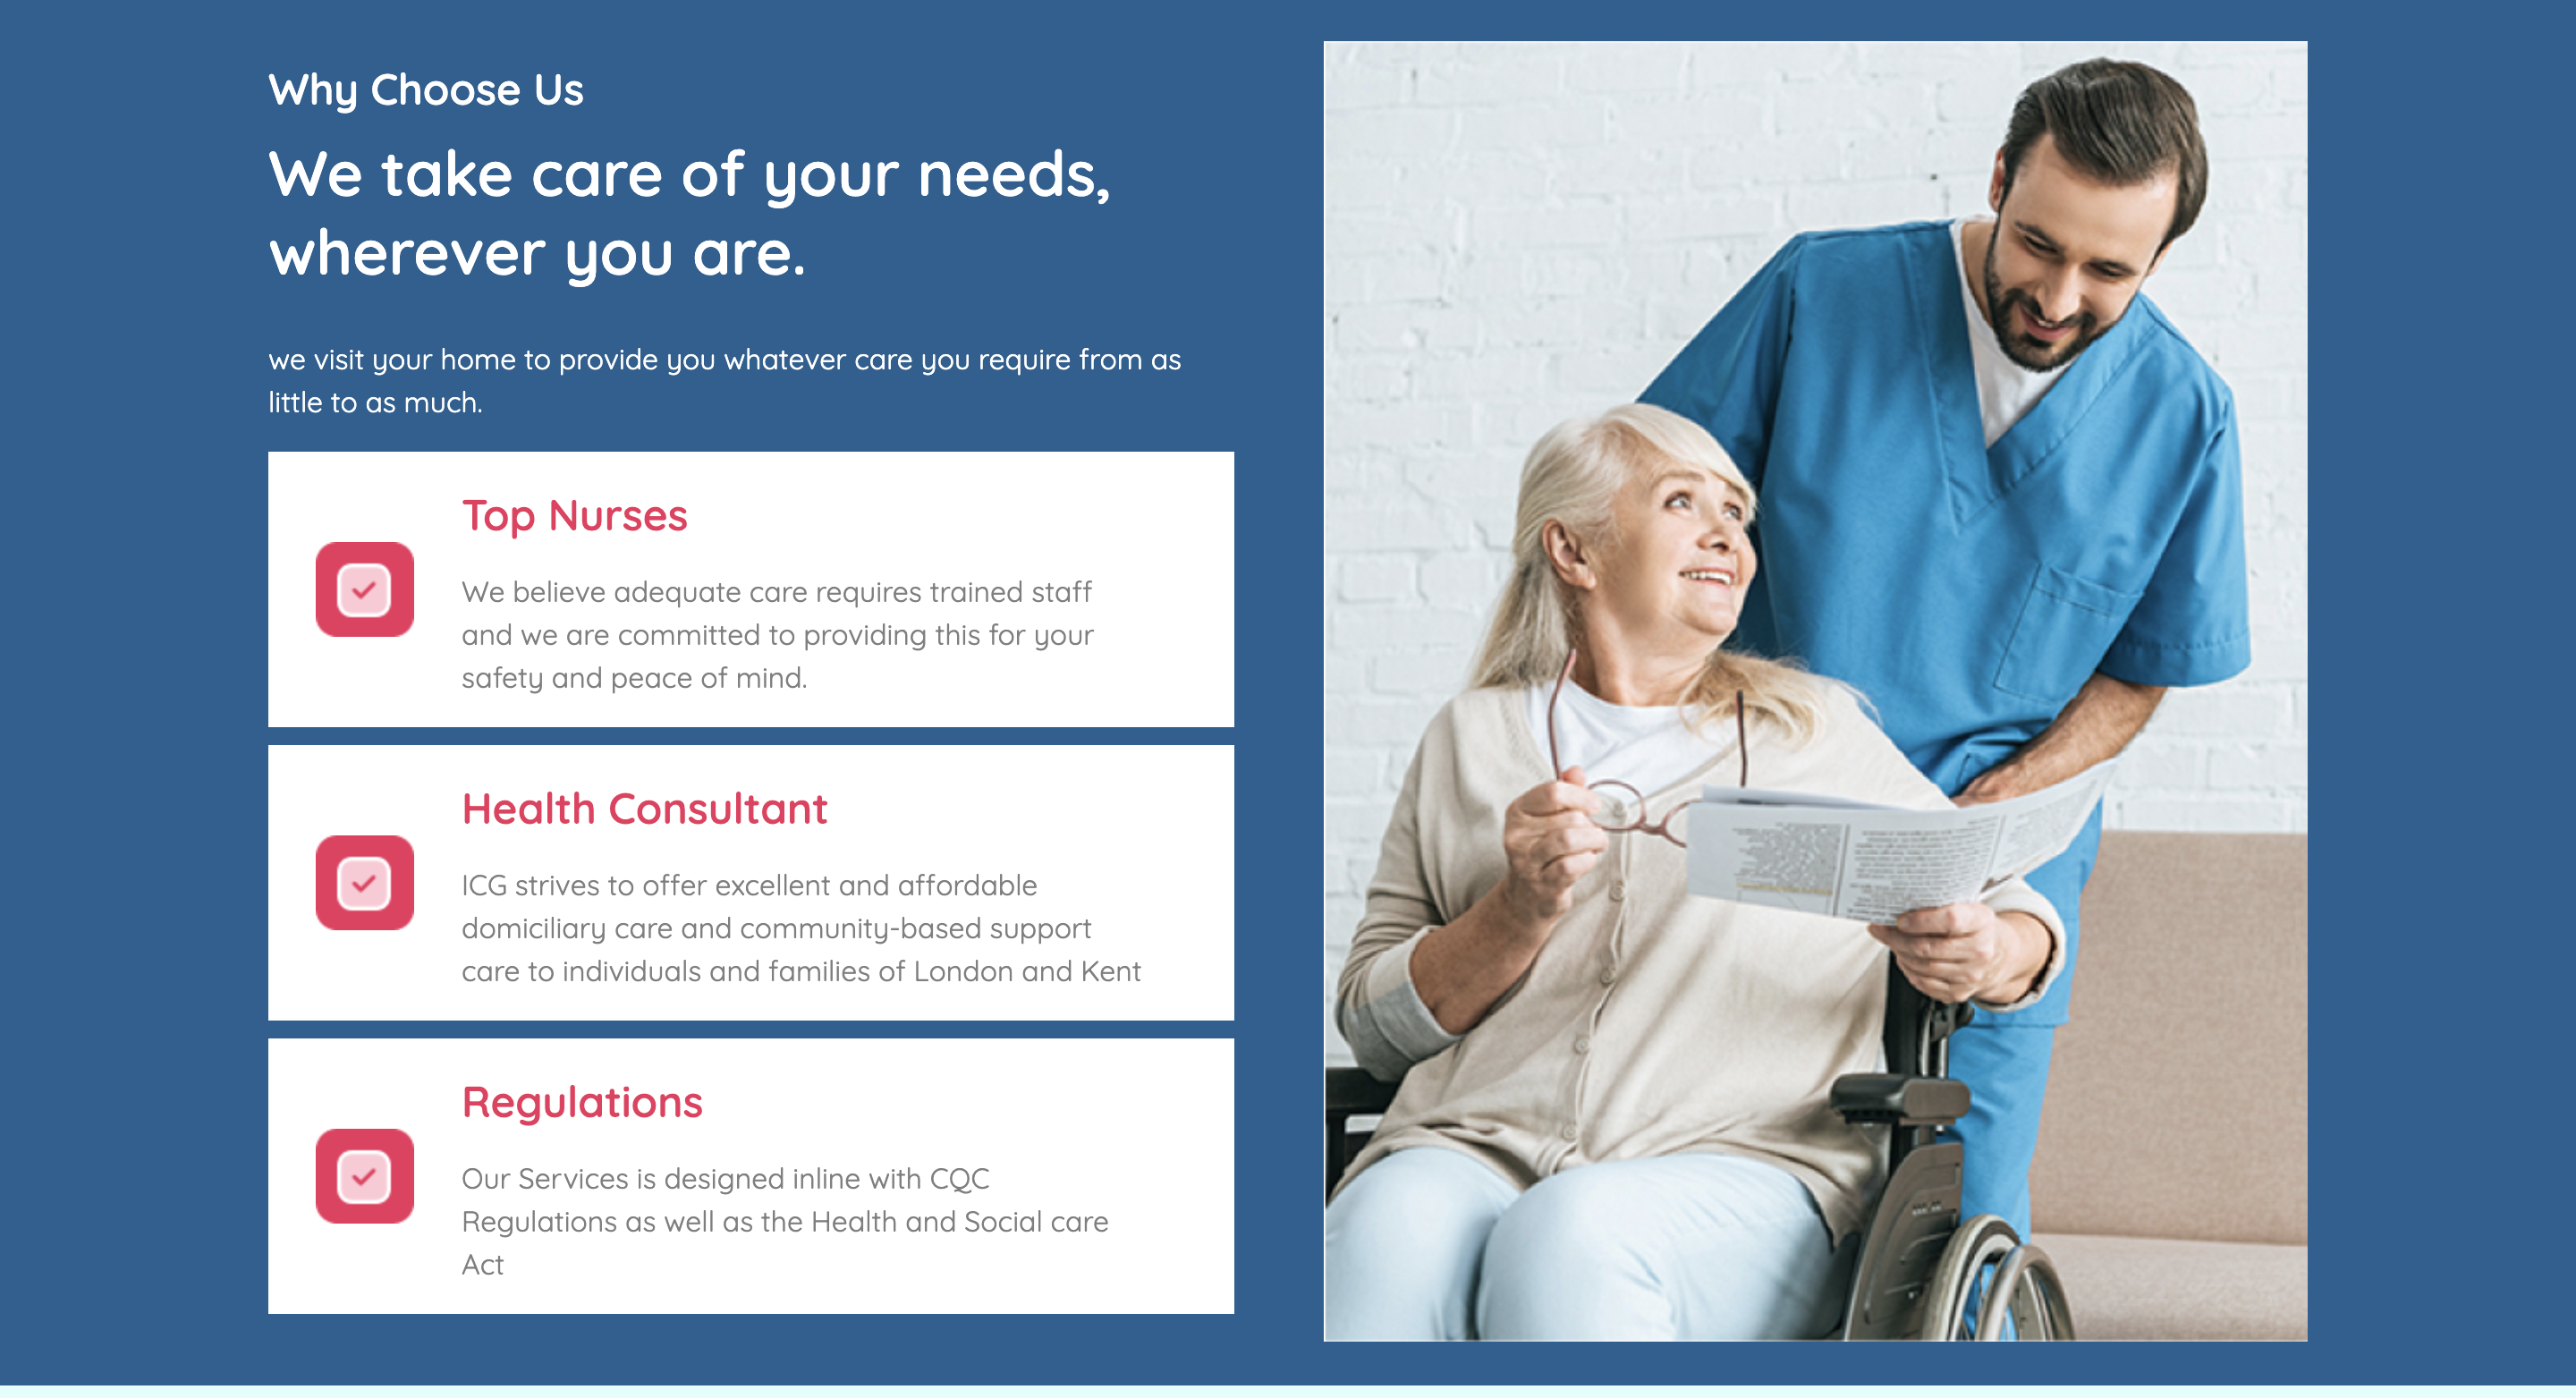 Why Choose Us
We take care of your needs,
wherever you are.
we visit your home to provide you whatever care you require from as
little to as much.
Top Nurses
We believe adequate care requires trained staff
and we are committed to providing this for your
safety and peace of mind.
Health Consultant
ICG strives to offer excellent and affordable
domiciliary care and community-based support
care to individuals and families of London and Kent
Regulations
Our Services is designed inline with CQC
Regulations as well as the Health and Social care
Act